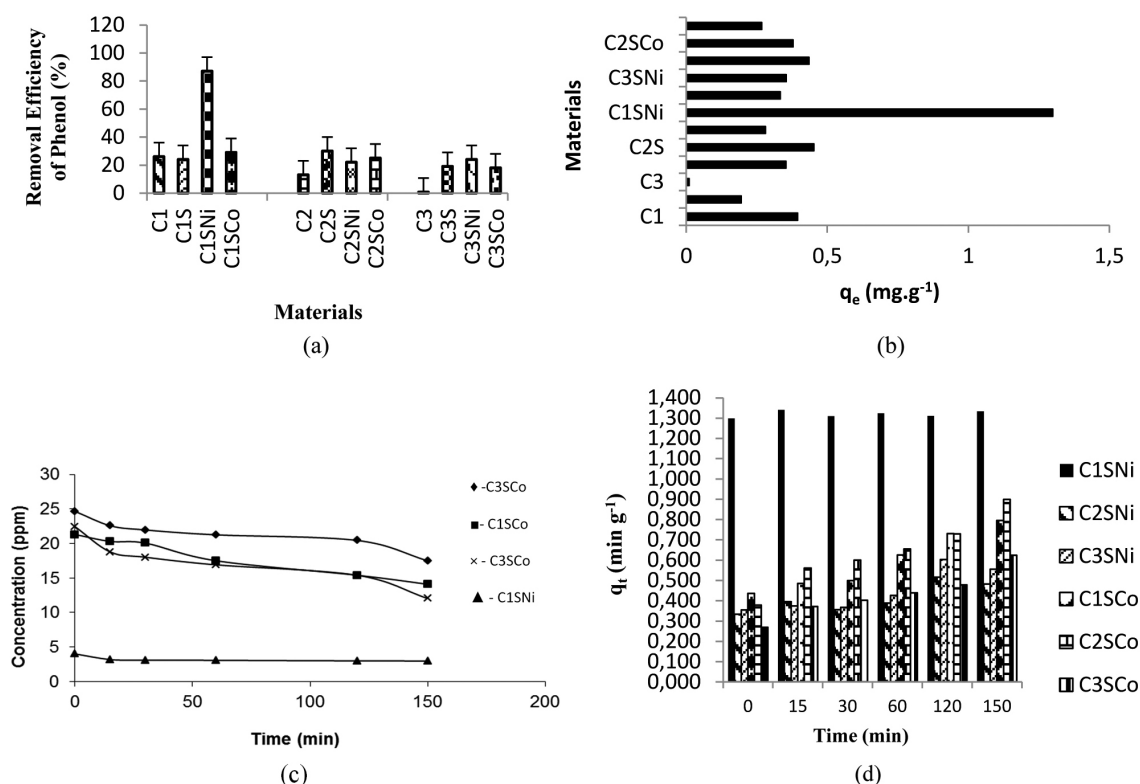 120
100
80
60
40
20
0
Removal Efficiency
of Phenol (%)
C1
C1S
C1SNi
C1SCo
C2
C2S
C2SNi
C2SCo
C3
C3S
C3SNi
C3SCo
Materials
(a)
Materials
C2SCo
C3SNi
C1SNi
C2S
C3
C1
0
0,5
1
1,5
qe (mg.g-1)
(b)
Concentration (ppm)
30
25
20
15
10
5
0
0
50
100
150
200
Time (min)
-C3SCo
- C1SCo
- C3SCo
- C1SNi
(c)
qt (min g-1)
1,400
1,300
1,200
1,100
1,000
0,900
0,800
0,700
0,600
0,500
0,400
0,300
0,200
0,100
0,000
0
15
30
60
120
150
Time (min)
C1SNi
C2SNi
C3SNi
C1SCo
C2SCo
C3SCo
(d)